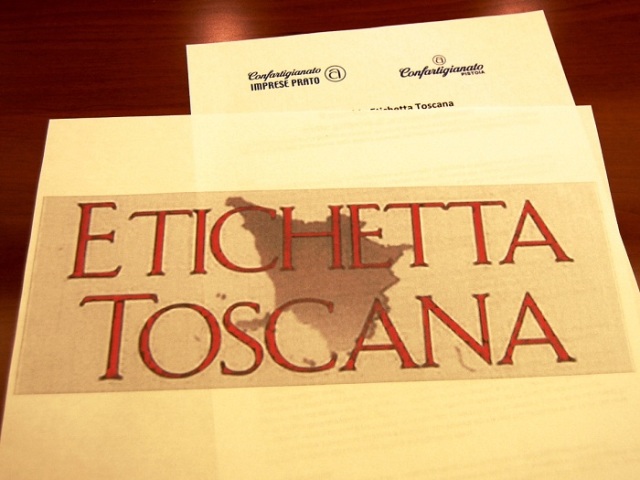 Confartigianato
IMPRESE PRATO
Confartigianato
PISTOIA
Etichetta Toscana
ETICHETTA
TOSCANA